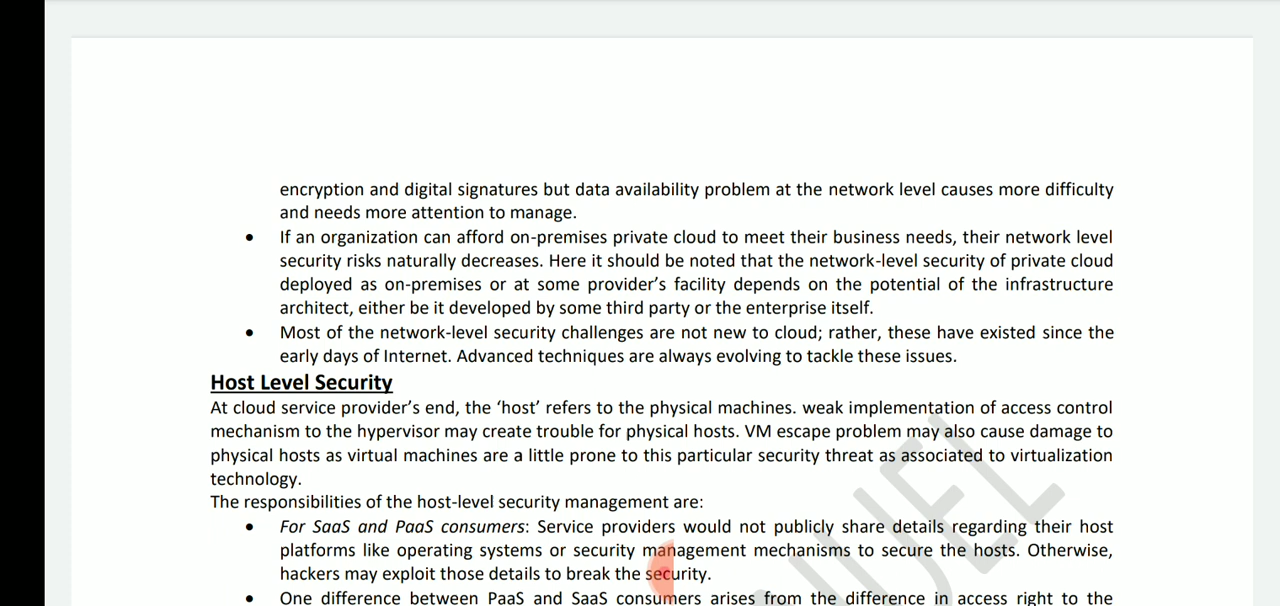 encryption and digital signatures but data availability problem at the network level causes more difficulty
and needs more attention to manage.
• If an organization can afford on-premises private cloud to meet their business needs, their network level
security risks naturally decreases. Here it should be noted that the network-level security of private cloud
deployed as on-premises or at some provider’s facility depends on the potential of the infrastructure
architect, either be it developed by some third party or the enterprise itself.
• Most of the network-level security challenges are not new to cloud; rather, these have existed since the
early days of Internet. Advanced techniques are always evolving to tackle these issues.
Host Level Security
At cloud service provider’s end, the ‘host’ refers to the physical machines. weak implementation of access control
mechanism to the hypervisor may create trouble for physical hosts. VM escape problem may also cause damage to
physical hosts as virtual machines are a little prone to this particular security threat as associated to virtualization
technology.
The responsibilities of the host-level security management are:
• For SaaS and PaaS consumers: Service providers would not publicly share details regarding their host
platforms like operating systems or security management mechanisms to secure the hosts. Otherwise,
hackers may exploit those details to break the security.
• One difference between PaaS and SaaS consumers arises from the difference in access right to the